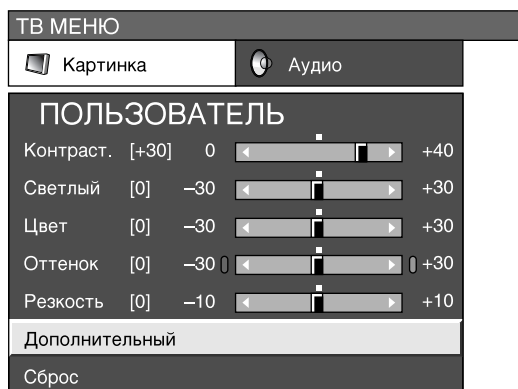 ТВ МЕНЮ
Картинка Аудио
ПОЛЬЗОВАТЕЛЬ
Контраст. [+30] 0 +40
Светлый [0] –30 +30
Цвет [0] –30 +30
Оттенок [0] –30 +30
Резкость [0] –10 +10
Дополнительный
Сброс